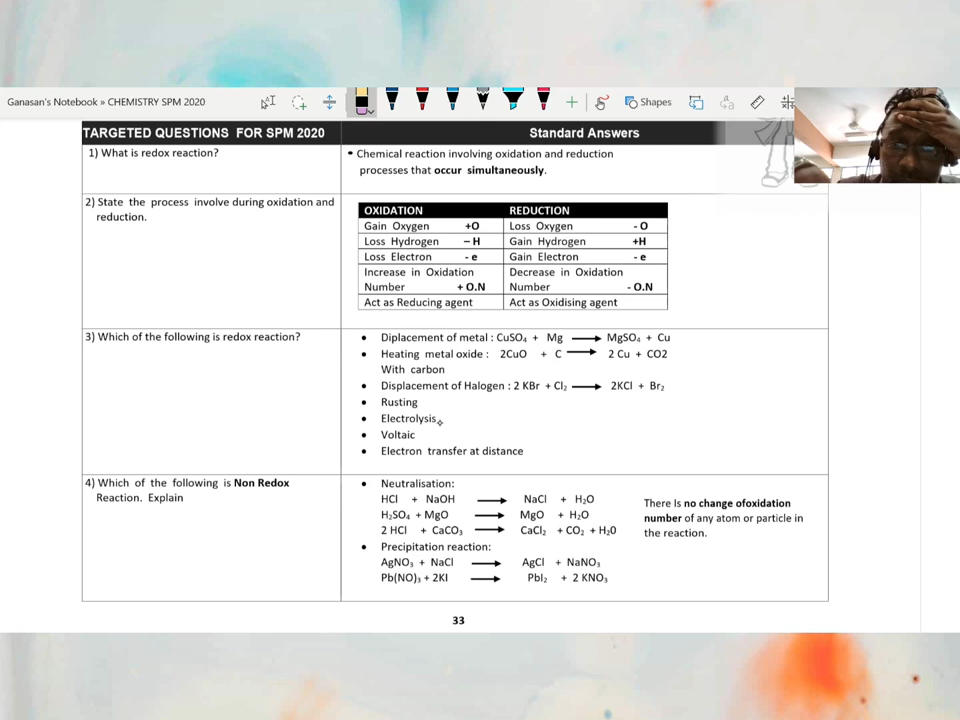 Ganasan's Notebook » CHEMISTRY SPM 2020
Shapes
TARGETED QUESTIONS FOR SPM 2020
Standard Answers
1) What is redox reaction?
• Chemical reaction involving oxidation and reduction
processes that occur simultaneously.
2) State the process involve during oxidation and
reduction.
OXIDATION REDUCTION
Gain Oxygen +O Loss Oxygen - O
Loss Hydrogen – H Gain Hydrogen +H
Loss Electron - e Gain Electron - e
Increase in Oxidation Decrease in Oxidation
Number + O.N Number - O.N
Act as Reducing agent Act as Oxidising agent
3) Which of the following is redox reaction?
• Diplacement of metal : CuSO₄ + Mg ⟶ MgSO₄ + Cu
• Heating metal oxide : 2CuO + C ⟶ 2 Cu + CO2
With carbon
• Displacement of Halogen : 2 KBr + Cl₂ ⟶ 2KCl + Br₂
• Rusting
• Electrolysis
• Voltaic
• Electron transfer at distance
4) Which of the following is Non Redox
Reaction. Explain
• Neutralisation:
HCl + NaOH ⟶ NaCl + H₂O
H₂SO₄ + MgO ⟶ MgO + H₂O
2 HCl + CaCO₃ ⟶ CaCl₂ + CO₂ + H₂0
• Precipitation reaction:
AgNO₃ + NaCl ⟶ AgCl + NaNO₃
Pb(NO)₃ + 2KI ⟶ PbI₂ + 2 KNO₃
There Is no change ofoxidation
number of any atom or particle in
the reaction.
33